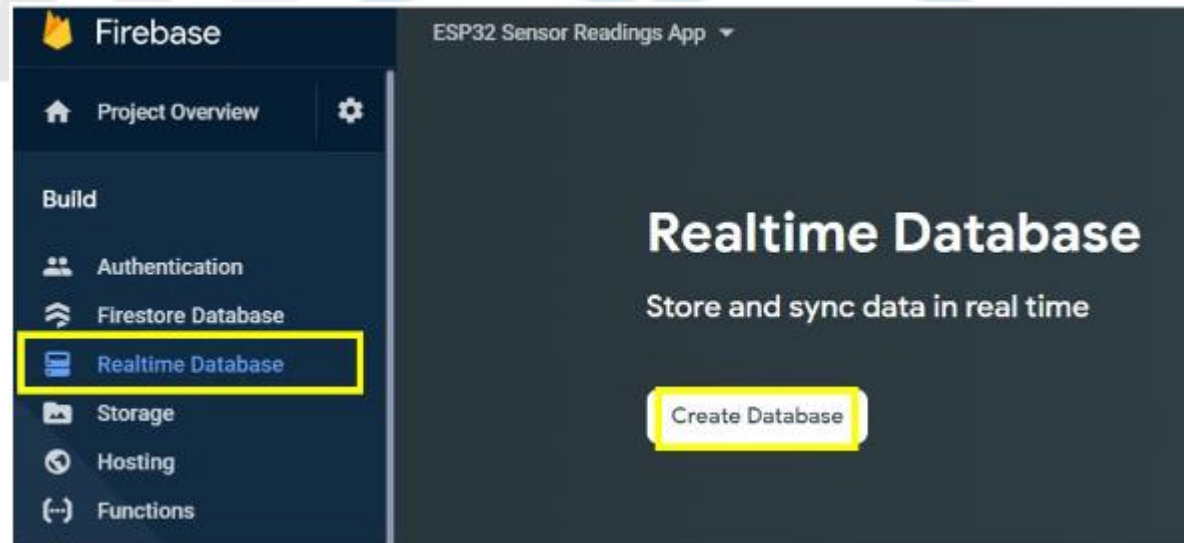 Firebase
ESP32 Sensor Readings App
Project Overview
Build
Authentication
Firestore Database
Realtime Database
Storage
Hosting
Functions
Realtime Database
Store and sync data in real time
Create Database